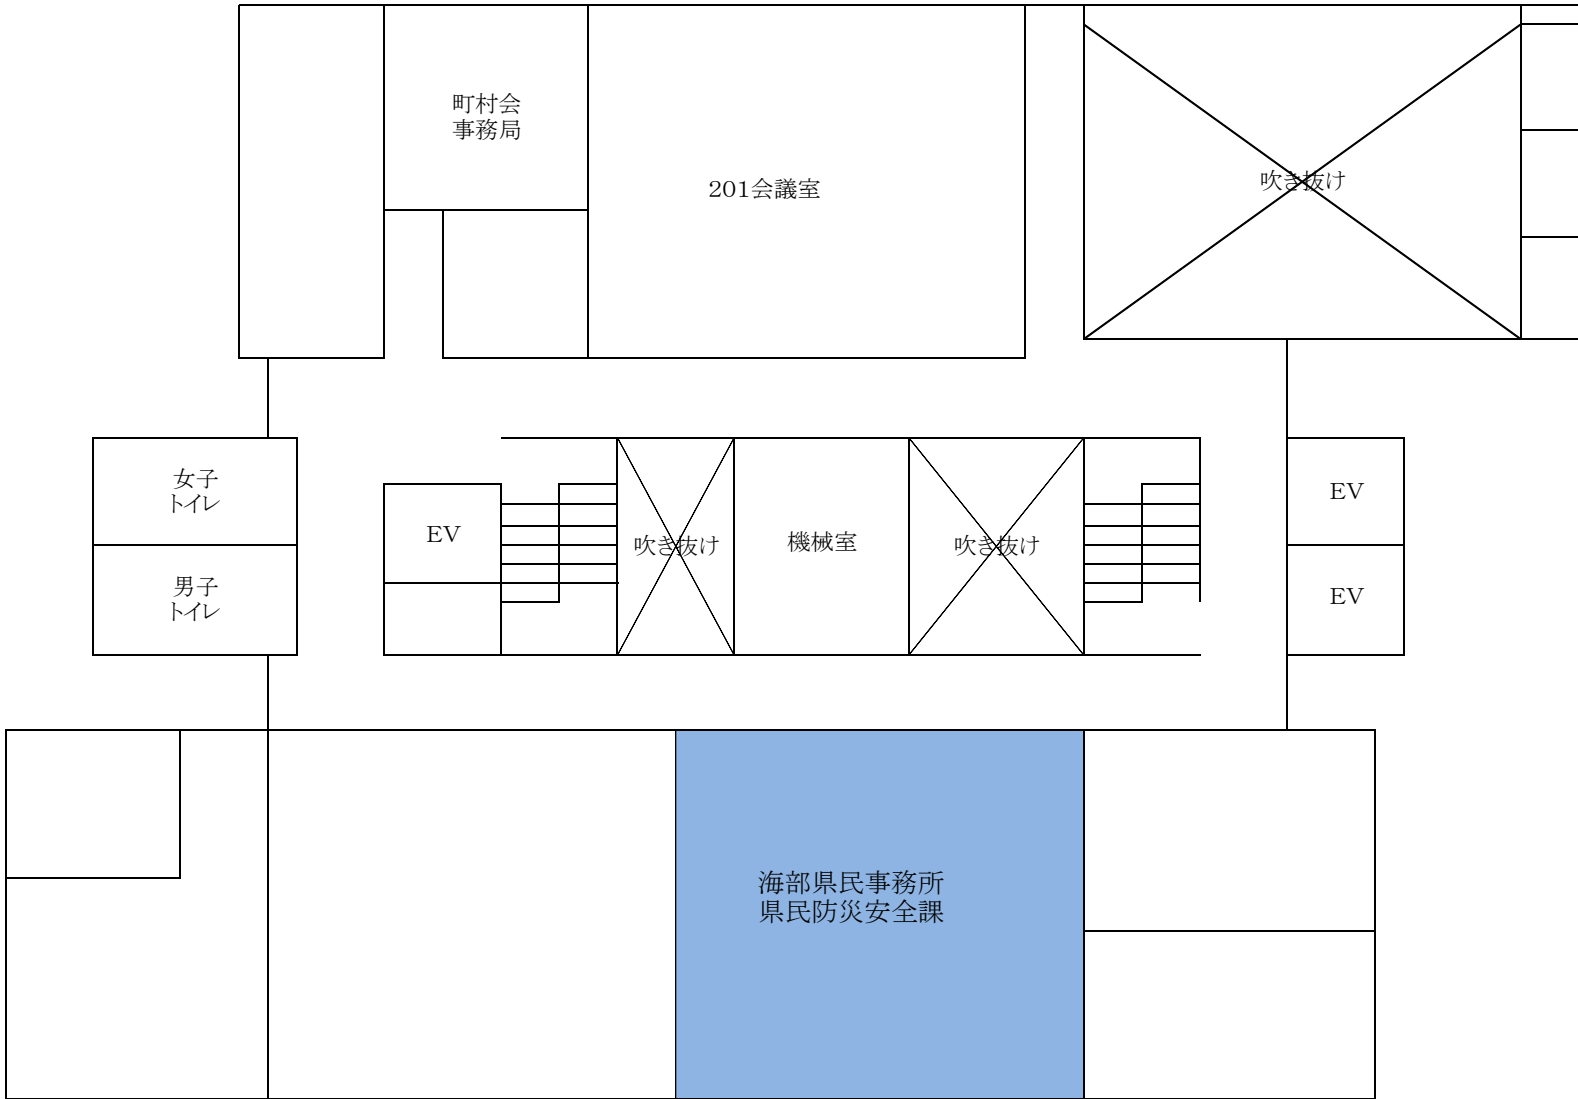 町村会
事務局
201会議室
吹き抜け
女子
トイレ
男子
トイレ
EV
吹き抜け
機械室
吹き抜け
EV
EV
海部県民事務所
県民防災安全課